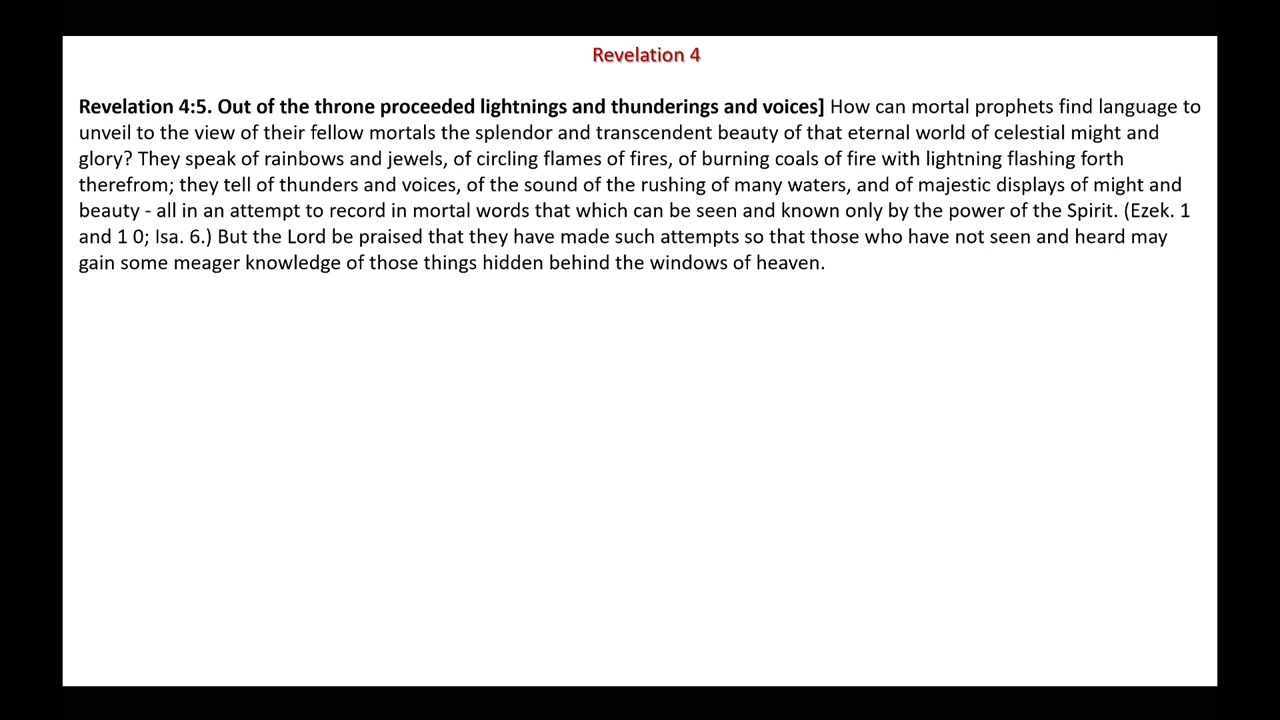 Revelation 4
Revelation 4:5. Out of the throne proceeded lightnings and thunderings and voices] How can mortal prophets find language to
unveil to the view of their fellow mortals the splendor and transcendent beauty of that eternal world of celestial might and
glory? They speak of rainbows and jewels, of circling flames of fires, of burning coals of fire with lightning flashing forth
therefrom; they tell of thunders and voices, of the sound of the rushing of many waters, and of majestic displays of might and
beauty - all in an attempt to record in mortal words that which can be seen and known only by the power of the Spirit. (Ezek. 1
and 1 0; Isa. 6.) But the Lord be praised that they have made such attempts so that those who have not seen and heard may
gain some meager knowledge of those things hidden behind the windows of heaven.